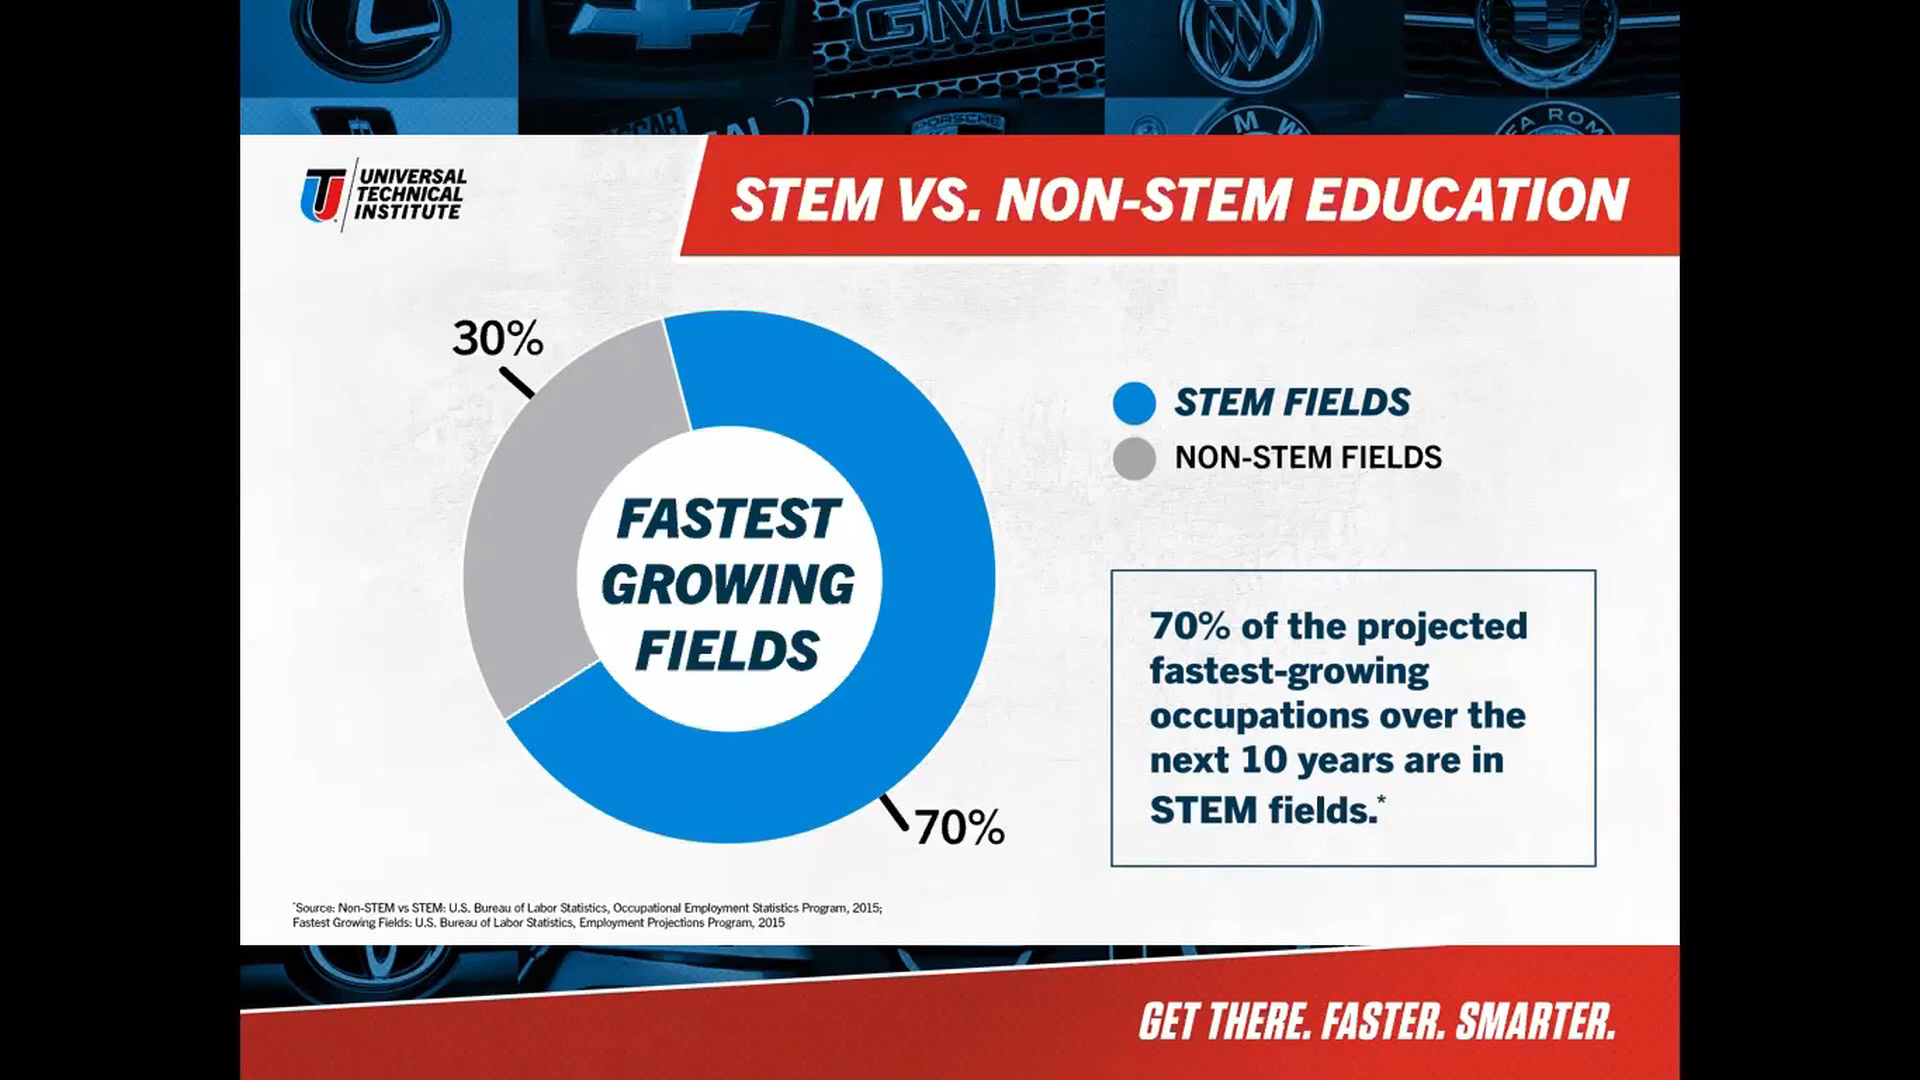 GMC
PORSCHE
UNIVERSAL
TECHNICAL
INSTITUTE
STEM VS. NON-STEM EDUCATION
30%
STEM FIELDS
NON-STEM FIELDS
FASTEST
GROWING
FIELDS
70% of the projected
fastest-growing
occupations over the
next 10 years are in
STEM fields.*
70%
*Source: Non-STEM vs STEM: U.S. Bureau of Labor Statistics, Occupational Employment Statistics Program, 2015;
Fastest Growing Fields: U.S. Bureau of Labor Statistics, Employment Projections Program, 2015
GET THERE. FASTER. SMARTER.